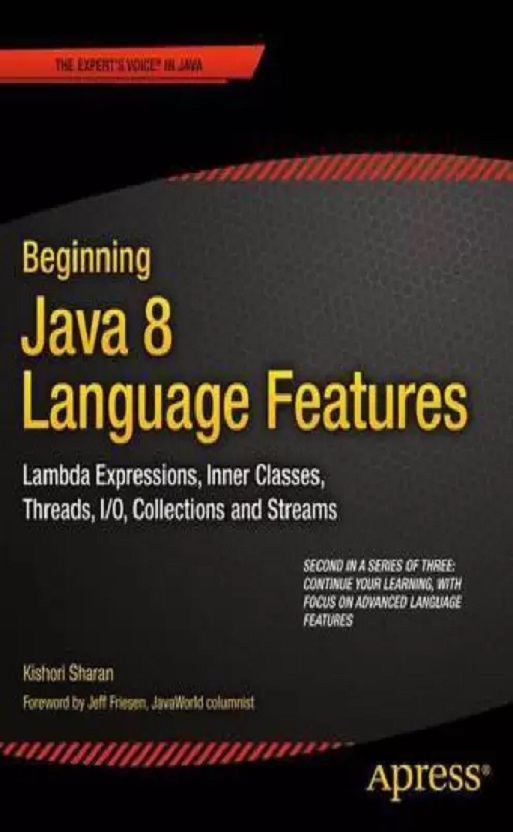 THE EXPERT'S VOICE® IN JAVA
Beginning
Java 8
Language Features
Lambda Expressions, Inner Classes,
Threads, I/O, Collections and Streams
SECOND IN A SERIES OF THREE:
CONTINUE YOUR LEARNING, WITH
FOCUS ON ADVANCED LANGUAGE
FEATURES
Kishori Sharan
Foreword by Jeff Friesen, JavaWorld columnist
Apress®